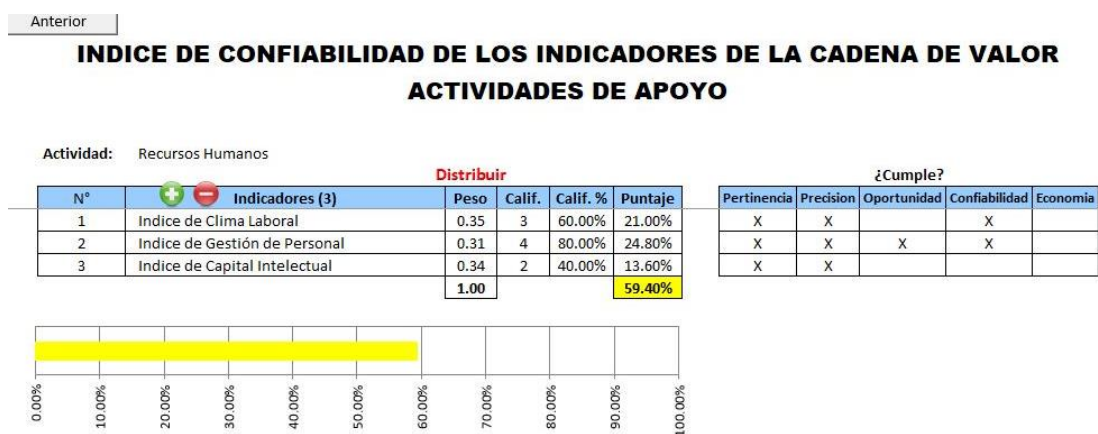 Anterior
INDICE DE CONFIABILIDAD DE LOS INDICADORES DE LA CADENA DE VALOR
ACTIVIDADES DE APOYO
Actividad: Recursos Humanos
Distribuir ¿Cumple?
N° Indicadores (3) Peso Calif. Calif. % Puntaje Pertinencia Precision Oportunidad Confiabilidad Economia
1 Indice de Clima Laboral 0.35 3 60.00% 21.00% X X X
2 Indice de Gestión de Personal 0.31 4 80.00% 24.80% X X X X
3 Indice de Capital Intelectual 0.34 2 40.00% 13.60% X X
1.00 59.40%
0.00% 10.00% 20.00% 30.00% 40.00% 50.00% 60.00% 70.00% 80.00% 90.00% 100.00%